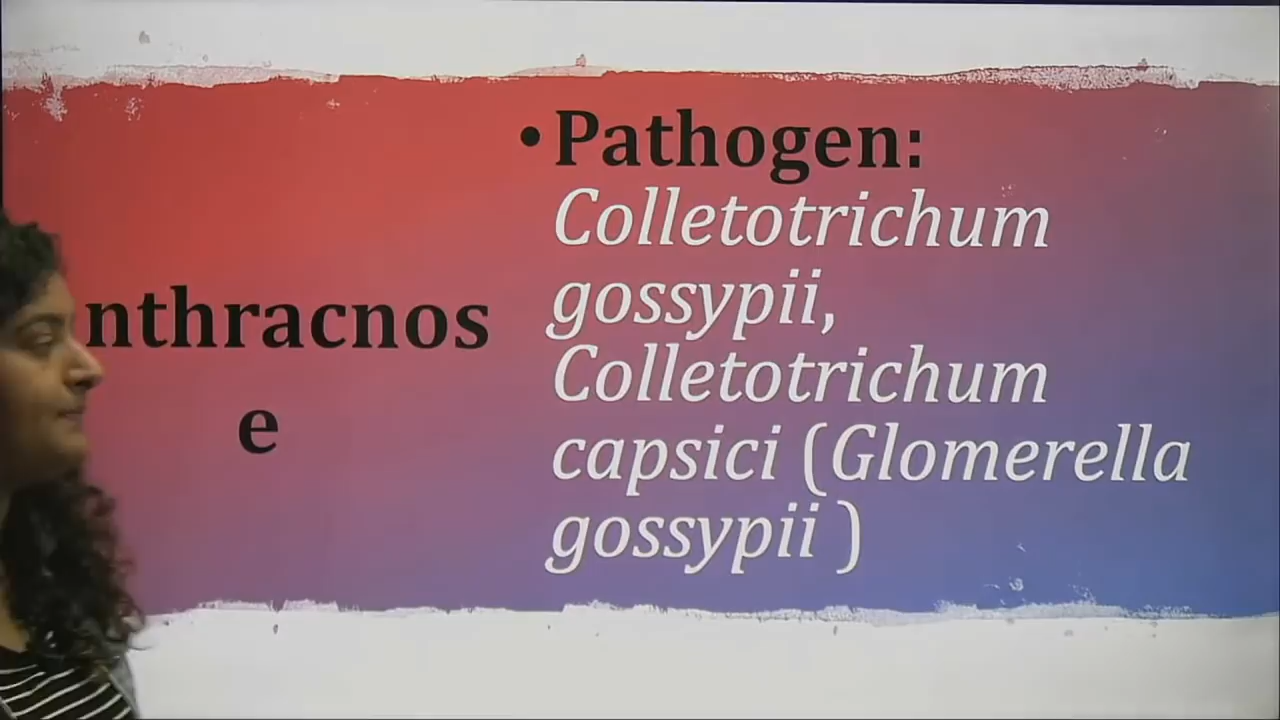 nthracnos
e
•Pathogen:
Colletotrichum
gossypii,
Colletotrichum
capsici (Glomerella
gossypii )